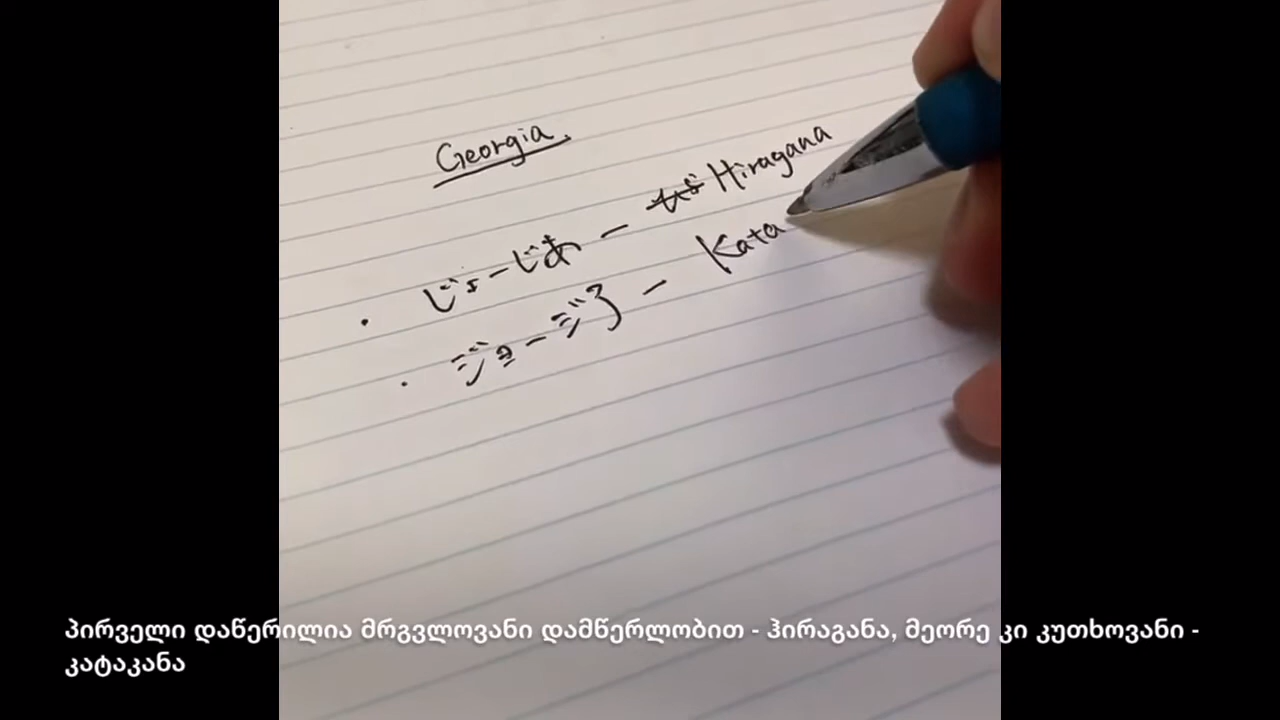 Georgia
・ じょーじあ - Hiragana
・ ジョージア - Kata
პირველი დაწერილია მრგვლოვანი დამწერლობით - ჰირაგანა, მეორე კი კუთხოვანი -
კატაკანა